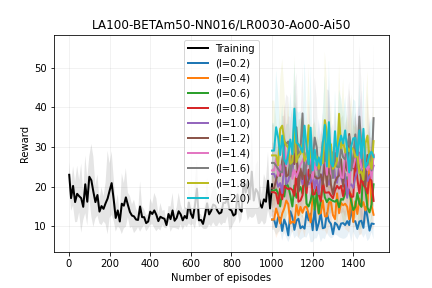 LA100-BETAm50-NN016/LR0030-Ao00-Ai50
Reward
50
40
30
20
10
Training
(l=0.2)
(l=0.4)
(l=0.6)
(l=0.8)
(l=1.0)
(l=1.2)
(l=1.4)
(l=1.6)
(l=1.8)
(l=2.0)
0 200 400 600 800 1000 1200 1400
Number of episodes